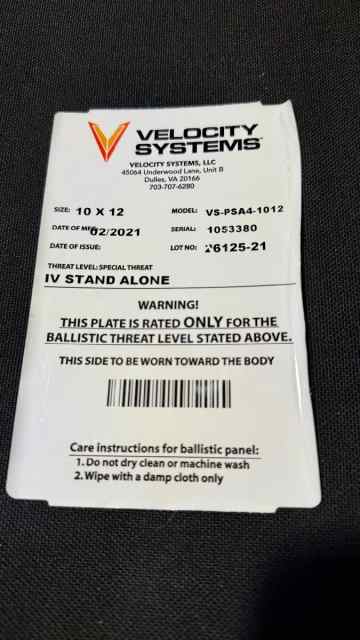 VELOCITY
SYSTEMS
VELOCITY SYSTEMS, LLC
45064 Underwood Lane, Unit B
Dulles, VA 20166
703-707-6280
SIZE: 10 X 12 MODEL: VS-PSA4-1012
DATE OF MFG 02/2021 SERIAL: 1053380
DATE OF ISSUE: LOT NO: 26125-21
THREAT LEVEL: SPECIAL THREAT
IV STAND ALONE
WARNING!
THIS PLATE IS RATED ONLY FOR THE
BALLISTIC THREAT LEVEL STATED ABOVE.
THIS SIDE TO BE WORN TOWARD THE BODY
Care instructions for ballistic panel:
1. Do not dry clean or machine wash
2. Wipe with a damp cloth only